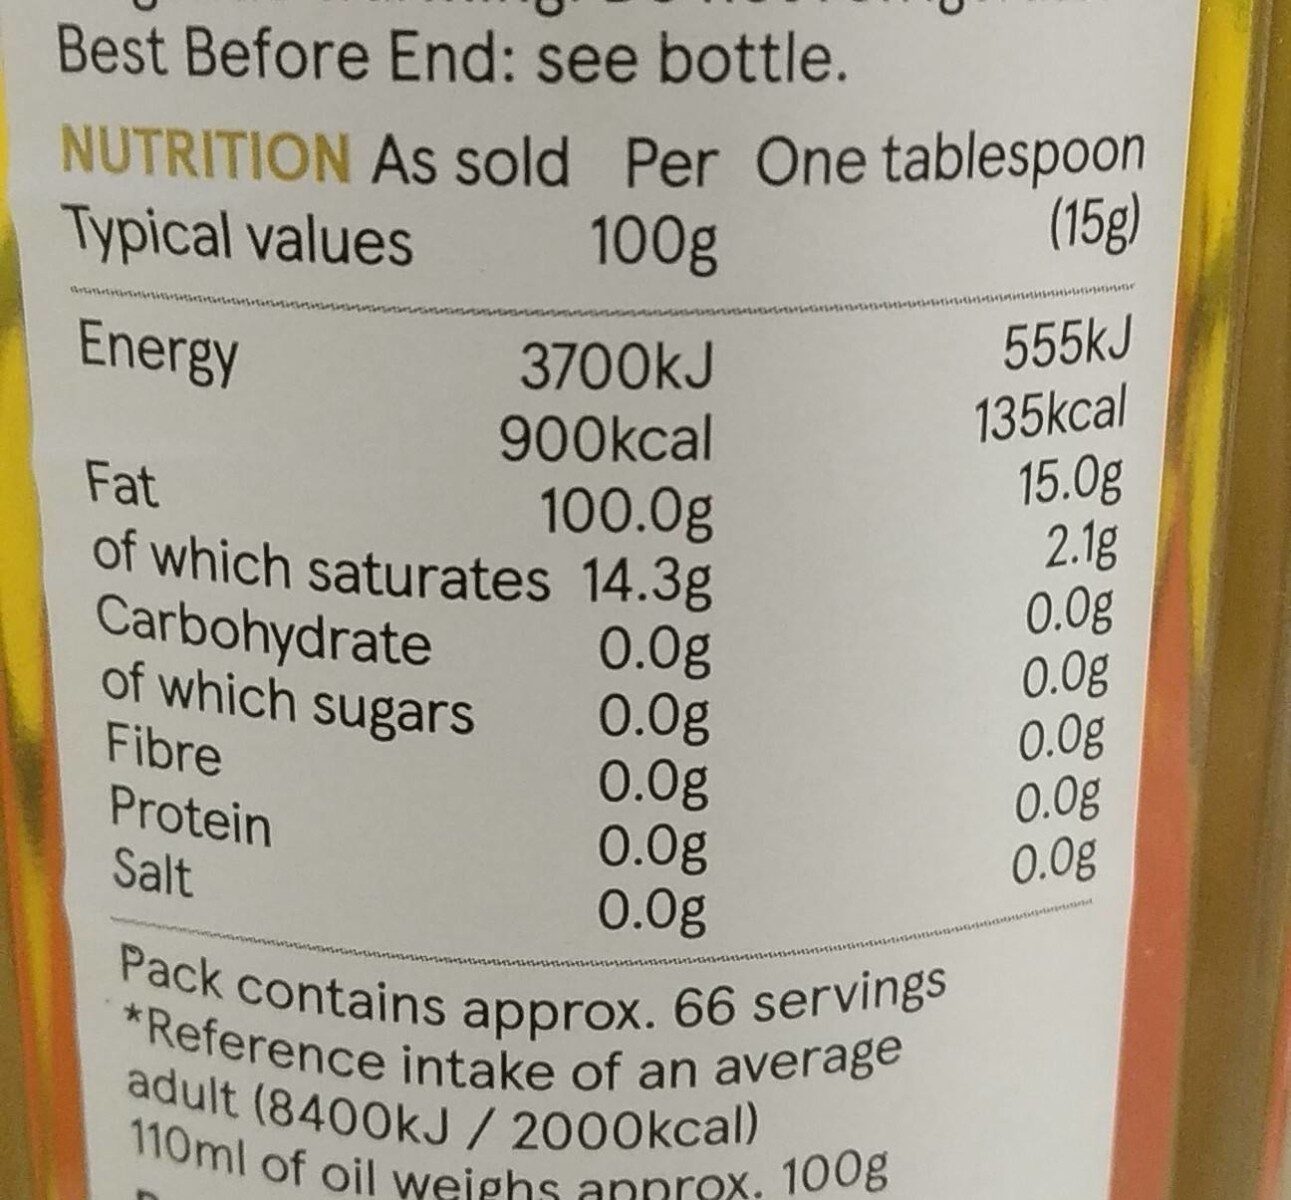 Best Before End: see bottle.
NUTRITION As sold Per One tablespoon
Typical values 100g (15g)
Energy 3700kJ 555kJ
900kcal 135kcal
Fat 100.0g 15.0g
of which saturates 14.3g 2.1g
Carbohydrate 0.0g 0.0g
of which sugars 0.0g 0.0g
Fibre 0.0g 0.0g
Protein 0.0g 0.0g
Salt 0.0g 0.0g
Pack contains approx. 66 servings
*Reference intake of an average
adult (8400kJ / 2000kcal)
110ml of oil weighs approx. 100g